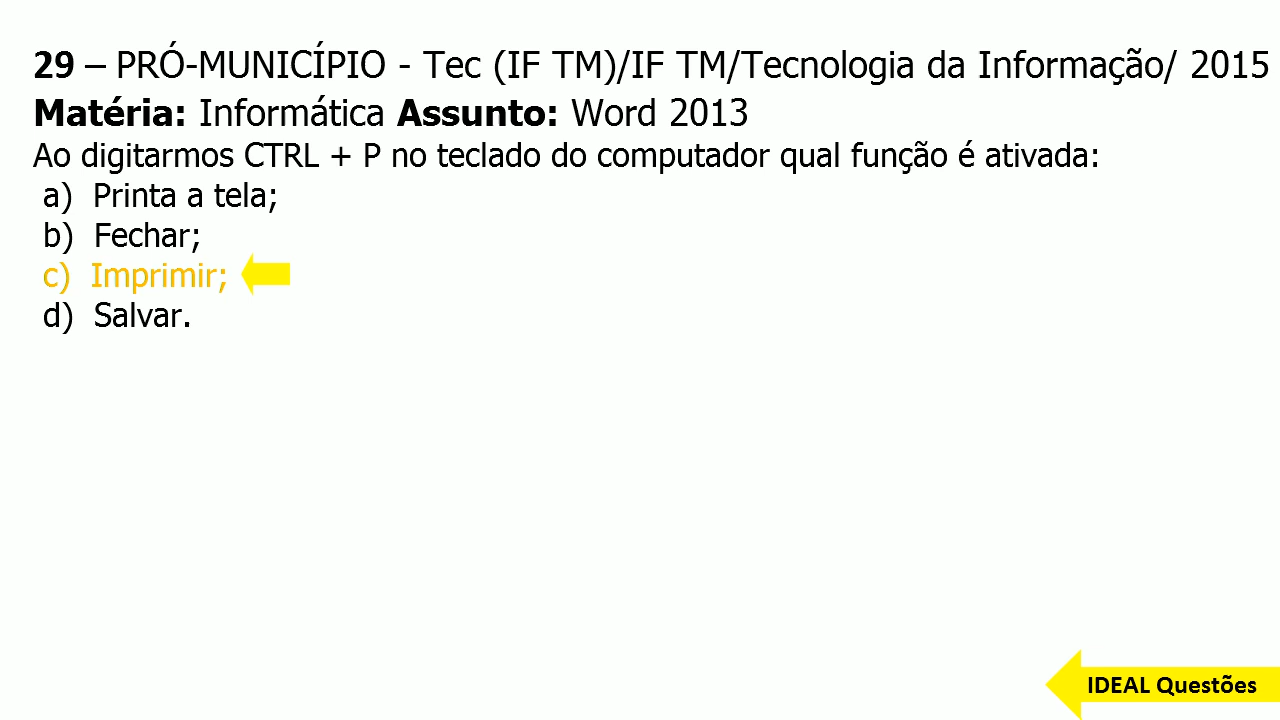 29 – PRÓ-MUNICÍPIO - Tec (IF TM)/IF TM/Tecnologia da Informação/ 2015
Matéria: Informática Assunto: Word 2013
Ao digitarmos CTRL + P no teclado do computador qual função é ativada:
a) Printa a tela;
b) Fechar;
c) Imprimir;
d) Salvar.
IDEAL Questões